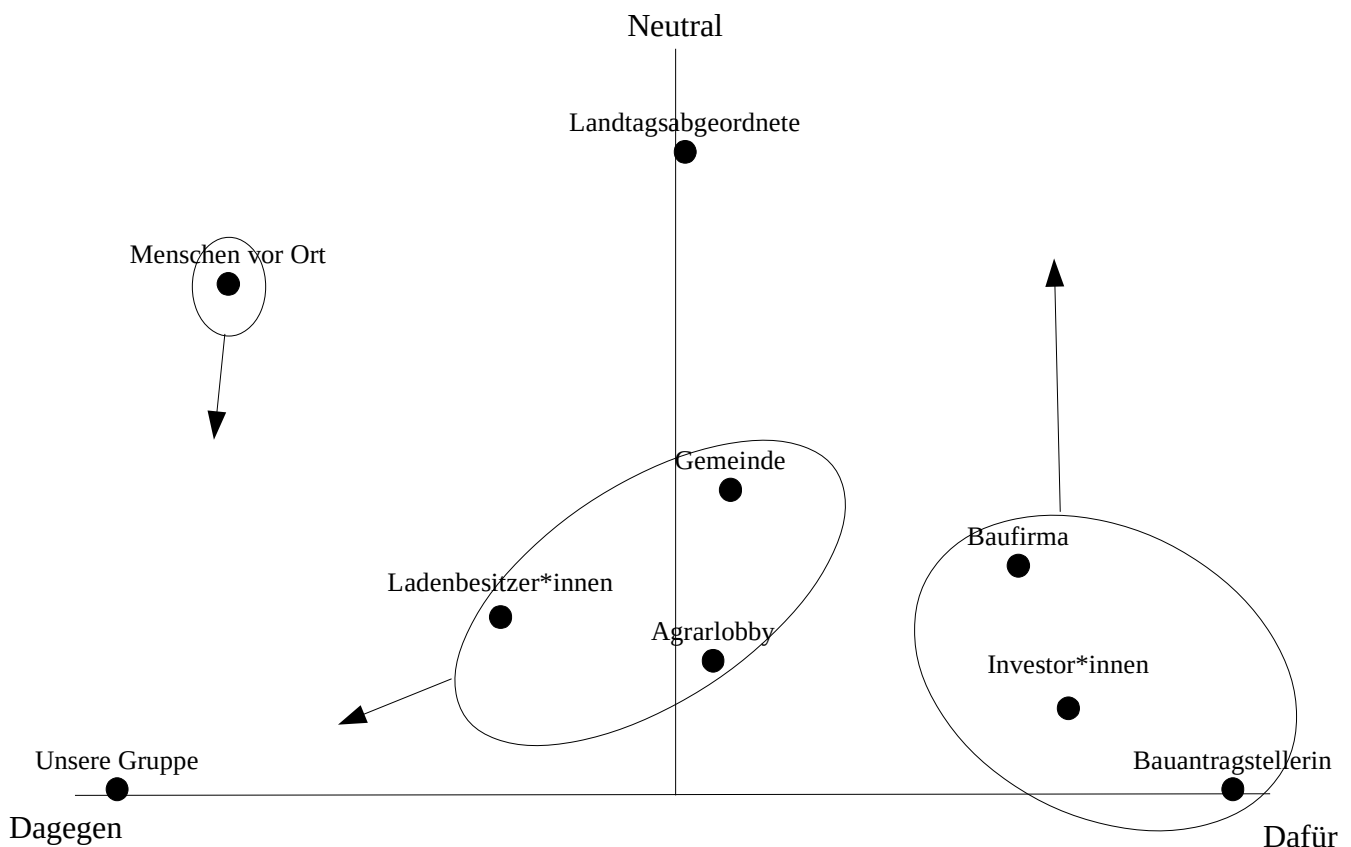 Neutral
Landtagsabgeordnete
Menschen vor Ort
Gemeinde
Baufirma
Ladenbesitzer*innen
Agrarlobby
Investor*innen
Unsere Gruppe
Bauantragstellerin
Dagegen
Dafür